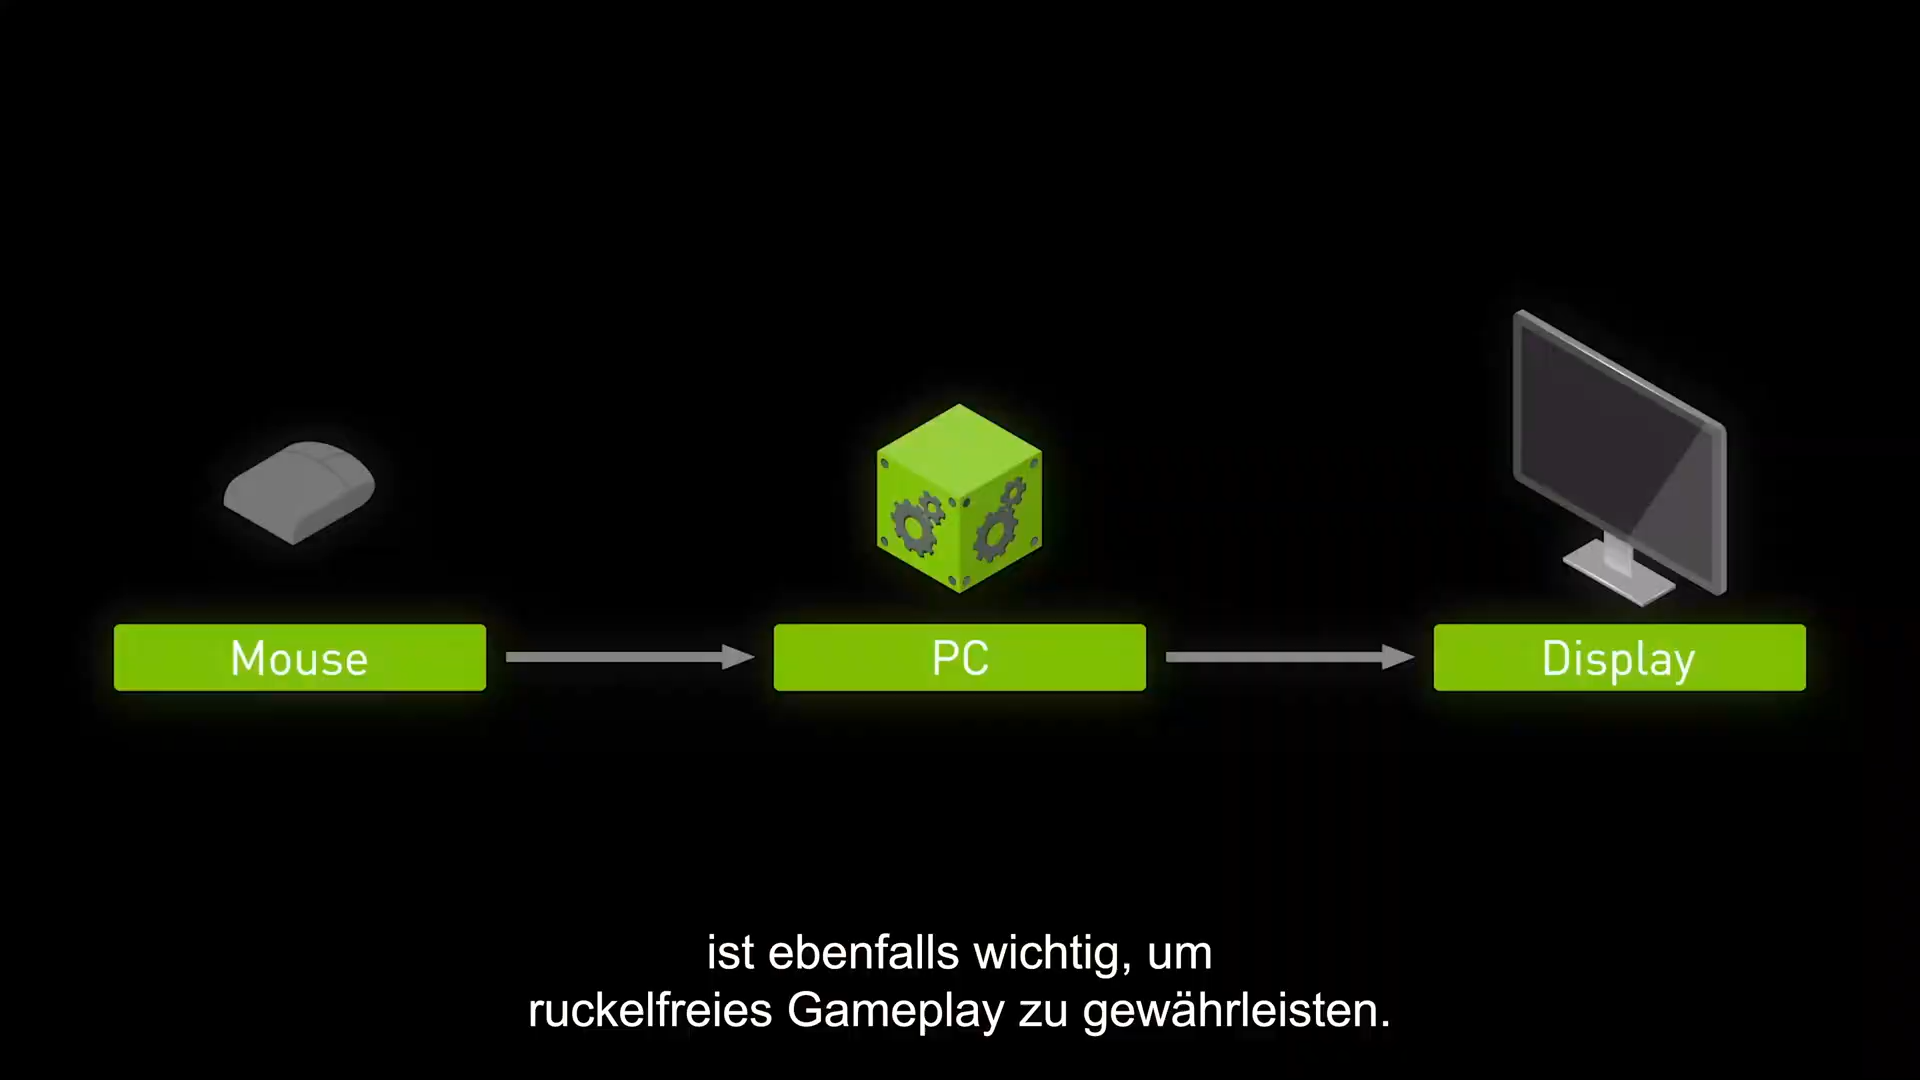 Mouse
PC
Display
ist ebenfalls wichtig, um
ruckelfreies Gameplay zu gewährleisten.